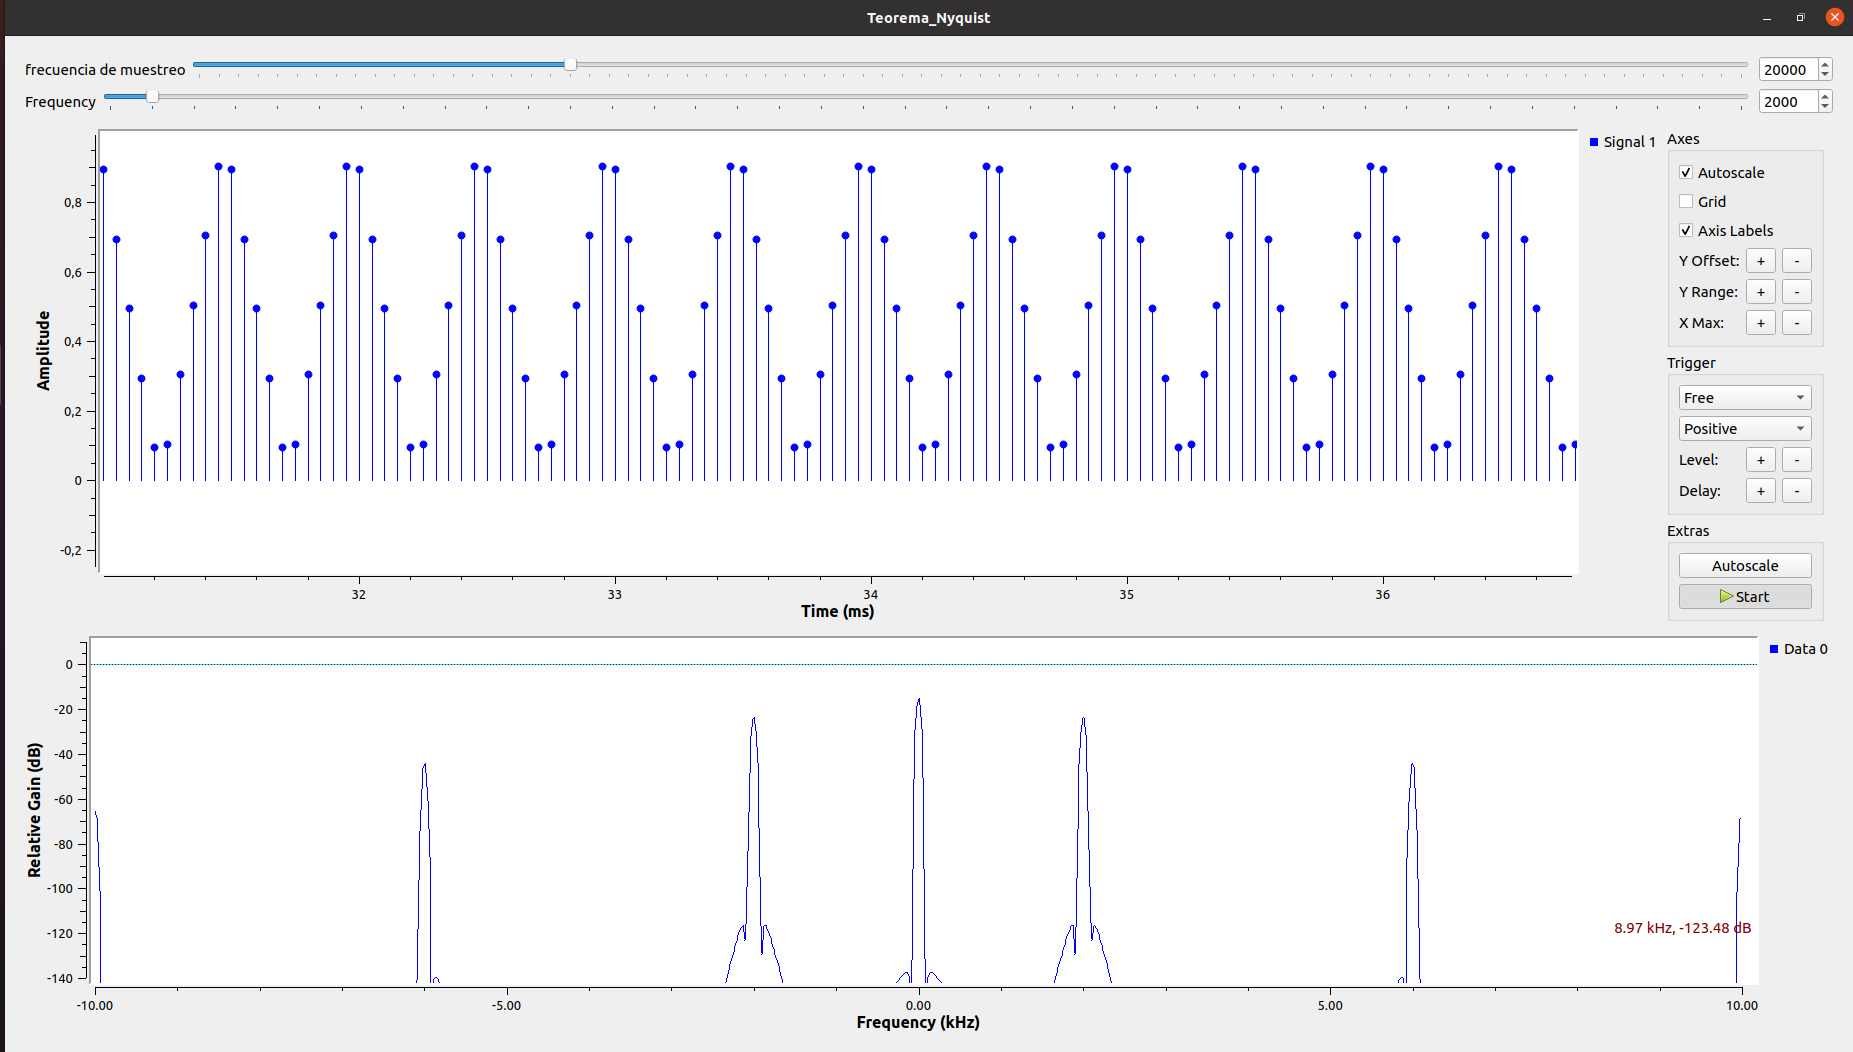 Teorema_Nyquist
frecuencia de muestreo 20000
Frequency 2000
Signal 1
Axes
Autoscale
Grid
Axis Labels
Y Offset: + -
Y Range: + -
X Max: + -
Trigger
Free
Positive
Level: + -
Delay: + -
Extras
Autoscale
Start
Amplitude
0,8
0,6
0,4
0,2
0
-0,2
32 33 34 35 36
Time (ms)
Data 0
Relative Gain (dB)
0
-20
-40
-60
-80
-100
-120
-140
8.97 kHz, -123.48 dB
-10.00 -5.00 0.00 5.00 10.00
Frequency (kHz)